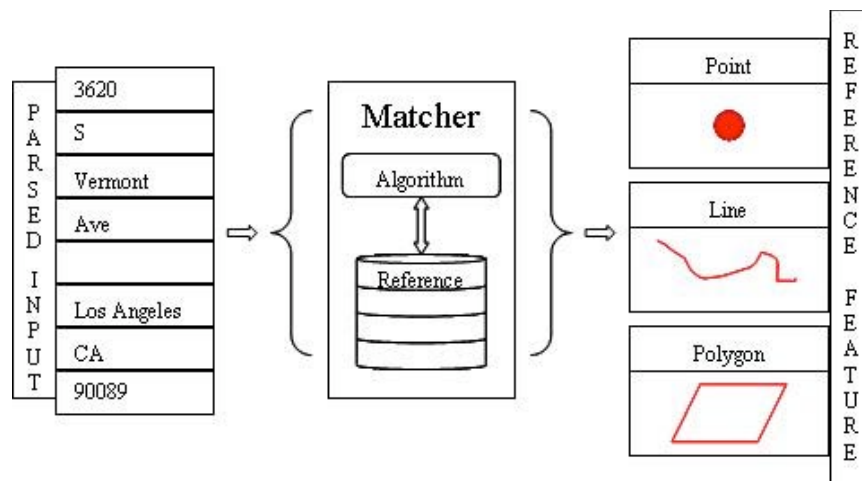 PARSED INPUT
3620
S
Vermont
Ave
Los Angeles
CA
90089
Matcher
Algorithm
Reference
Point
Line
Polygon
REFERENCE FEATURE